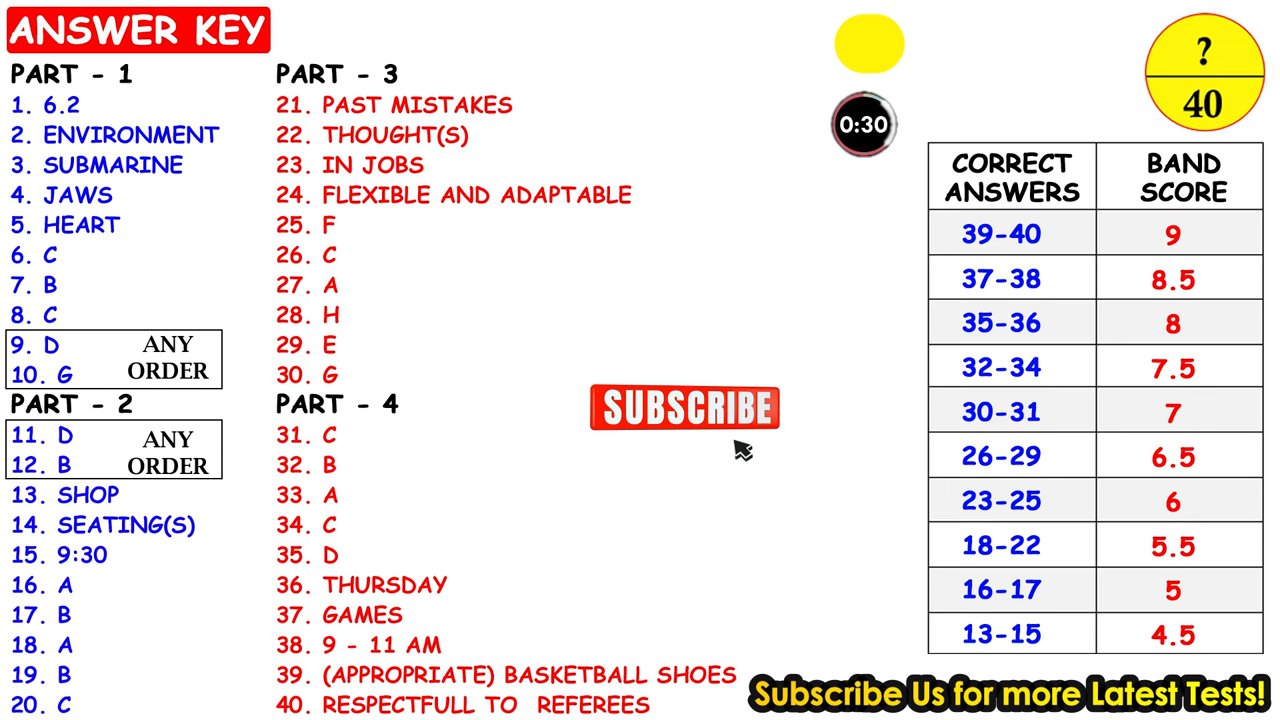 ANSWER KEY
PART - 1
1. 6.2
2. ENVIRONMENT
3. SUBMARINE
4. JAWS
5. HEART
6. C
7. B
8. C
9. D
10. G
ANY
ORDER
PART - 2
11. D
12. B
ANY
ORDER
13. SHOP
14. SEATING(S)
15. 9:30
16. A
17. B
18. A
19. B
20. C
PART - 3
21. PAST MISTAKES
22. THOUGHT(S)
23. IN JOBS
24. FLEXIBLE AND ADAPTABLE
25. F
26. C
27. A
28. H
29. E
30. G
PART - 4
31. C
32. B
33. A
34. C
35. D
36. THURSDAY
37. GAMES
38. 9 - 11 AM
39. (APPROPRIATE) BASKETBALL SHOES
40. RESPECTFULL TO REFEREES
0:30
SUBSCRIBE
?
40
CORRECT ANSWERS BAND SCORE
39-40 9
37-38 8.5
35-36 8
32-34 7.5
30-31 7
26-29 6.5
23-25 6
18-22 5.5
16-17 5
13-15 4.5
Subscribe Us for more Latest Tests!